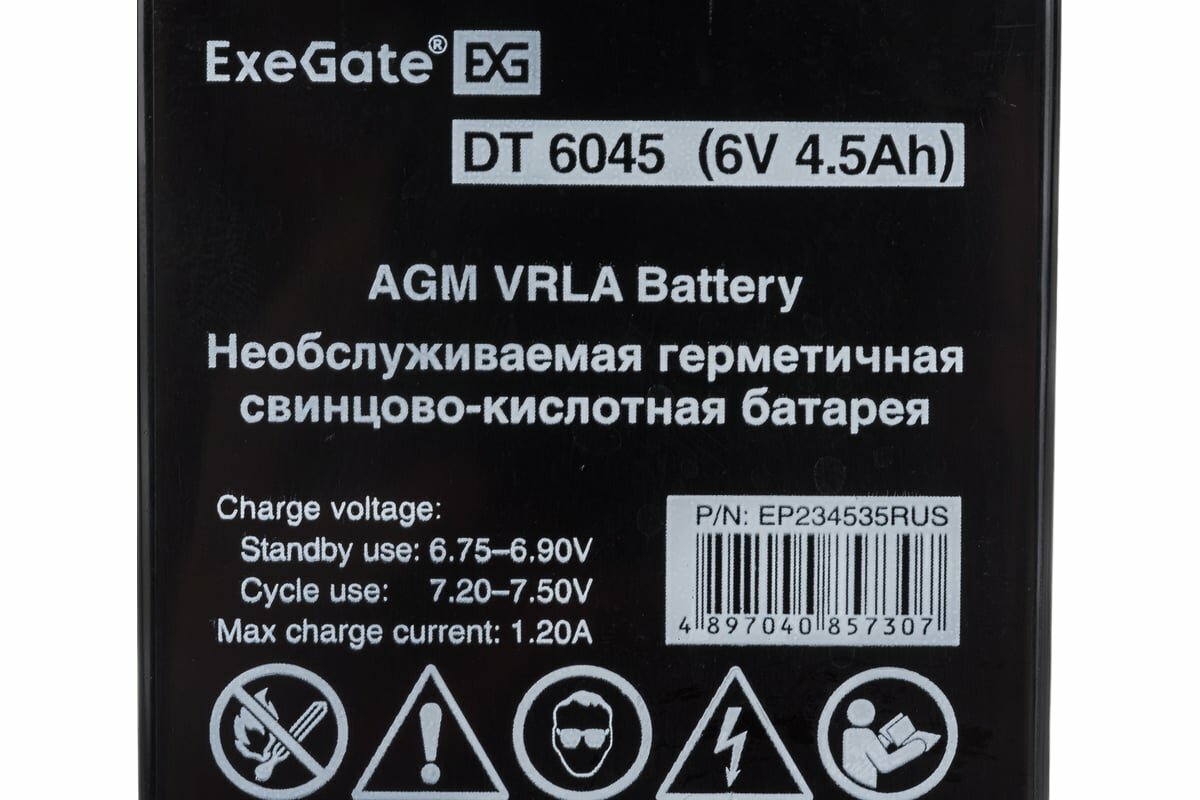 ExeGate® EXG
DT 6045 (6V 4.5Ah)
AGM VRLA Battery
Необслуживаемая герметичная
свинцово-кислотная батарея
Charge voltage:
Standby use: 6.75–6.90V
Cycle use: 7.20–7.50V
Max charge current: 1.20A
P/N: EP234535RUS
4 897040 857307